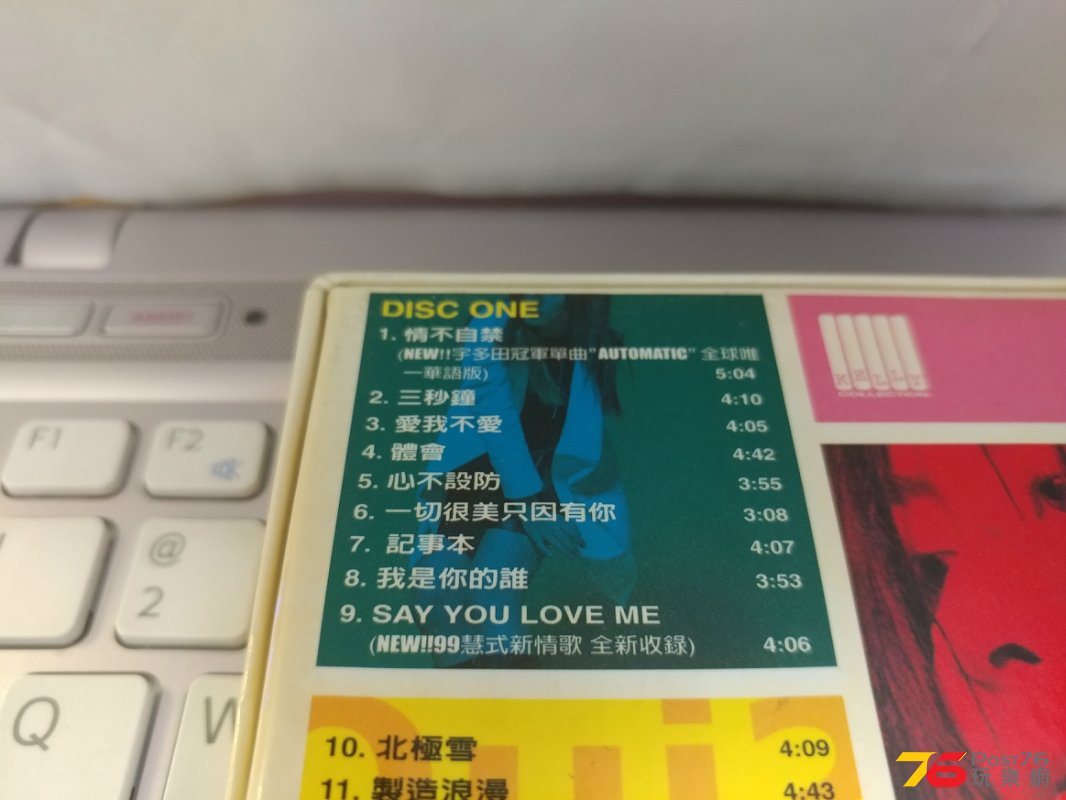 DISC ONE
1. 情不自禁
(NEW!!宇多田冠軍單曲"AUTOMATIC" 全球唯
一華語版) 5:04
2. 三秒鐘 4:10
3. 愛我不愛 4:05
4. 體會 4:42
5. 心不設防 3:55
6. 一切很美只因有你 3:08
7. 記事本 4:07
8. 我是你的誰 3:53
9. SAY YOU LOVE ME
(NEW!!99慧式新情歌 全新收錄) 4:06
10. 北極雪 4:09
11. 製造浪漫 4:43
KELLY
COLLECTION
F1
F2
@
2
Q
W
76 Post76
玩樂網